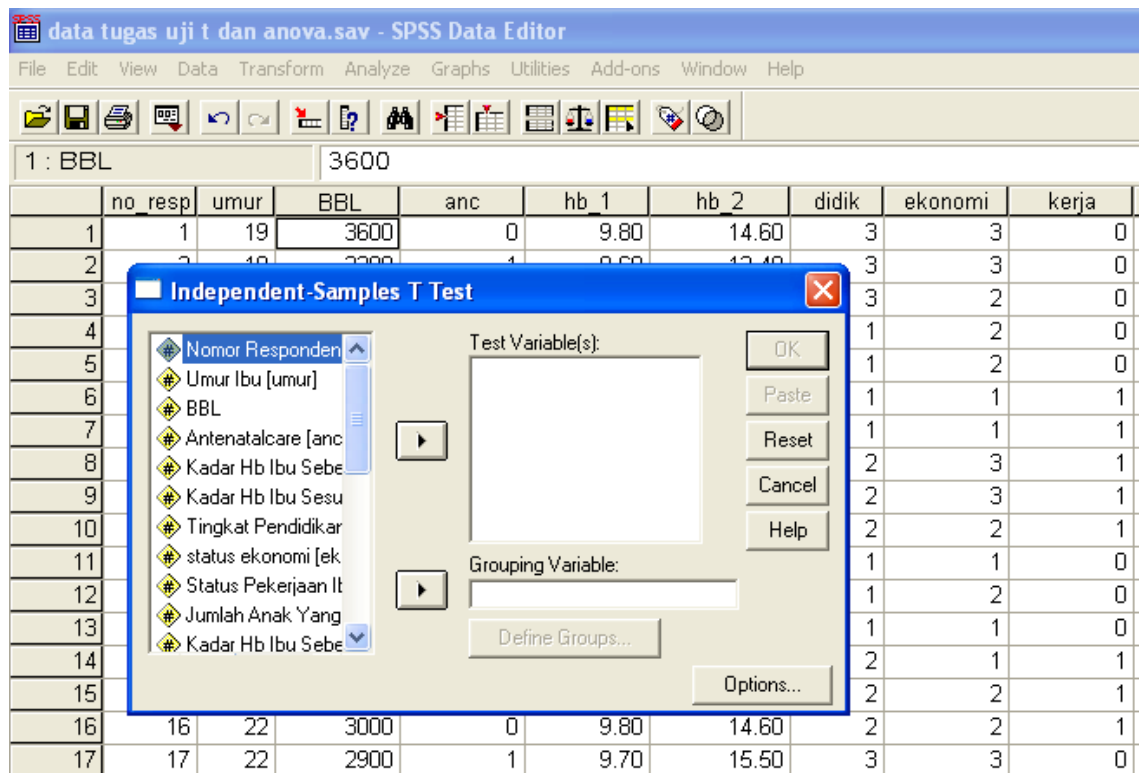 data tugas uji t dan anova.sav - SPSS Data Editor
File Edit View Data Transform Analyze Graphs Utilities Add-ons Window Help
1 : BBL 3600
no_resp umur BBL anc hb_1 hb_2 didik ekonomi kerja
1 1 19 3600 0 9.80 14.60 3 3 0
2 3 3 0
3 3 2 0
4 1 2 0
5 1 2 0
6 1 1 1
7 1 1 1
8 2 3 1
9 2 3 1
10 2 2 1
11 1 1 0
12 1 2 0
13 1 1 0
14 2 1 1
15 2 2 1
16 16 22 3000 0 9.80 14.60 2 2 1
17 17 22 2900 1 9.70 15.50 3 3 0
Independent-Samples T Test
Nomor Responden
Umur Ibu [umur]
BBL
Antenatalcare [anc
Kadar Hb Ibu Sebe
Kadar Hb Ibu Sesu
Tingkat Pendidikan
status ekonomi [ek
Status Pekerjaan Ib
Jumlah Anak Yang
Kadar Hb Ibu Sebe
Test Variable(s):
Grouping Variable:
Define Groups...
OK
Paste
Reset
Cancel
Help
Options...